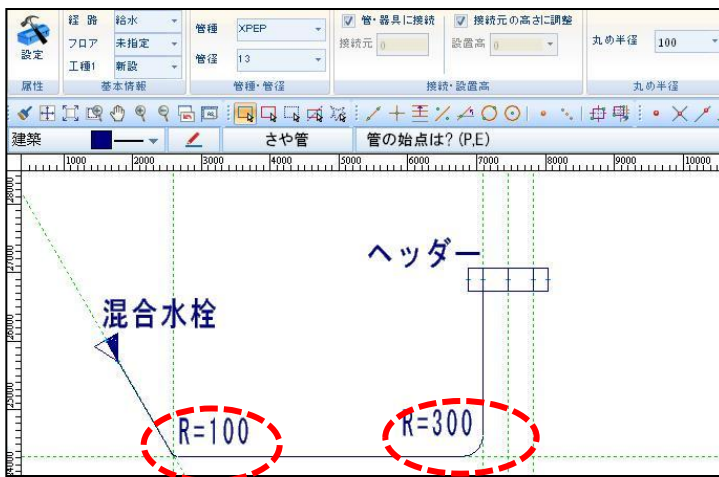 経 路 給水 管種 XPEP 管・器具に接続 接続元の高さに調整
設定 フロア 未指定 接続元 0 設置高 0 丸め半径 100
工種1 新設 管径 13
属性 基本情報 管種・管径 接続・設置高 丸め半径
建築 さや管 管の始点は? (P,E)
1000 2000 3000 4000 5000 6000 7000 8000 9000 10000
28000
27000
ヘッダー
混合水栓
26000
25000
R=100 R=300
24000